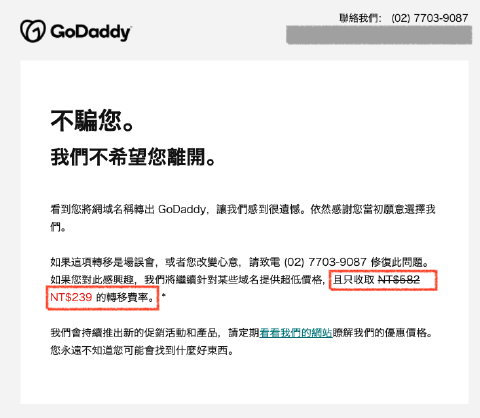 聯絡我們： (02) 7703-9087
GoDaddy
不騙您。
我們不希望您離開。
看到您將網域名稱轉出 GoDaddy，讓我們感到很遺憾。依然感謝您當初願意選擇我
們。
如果這項轉移是場誤會，或者您改變心意，請致電 (02) 7703-9087 修復此問題。
如果您對此感興趣，我們將繼續針對某些域名提供超低價格，且只收取 NT$582
NT$239 的轉移費率。*
我們會持續推出新的促銷活動和產品，請定期看看我們的網站瞭解我們的優惠價格。
您永遠不知道您可能會找到什麼好東西。